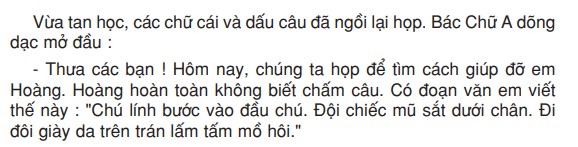 Vừa tan học, các chữ cái và dấu câu đã ngồi lại họp. Bác Chữ A dõng
dạc mở đầu :
- Thưa các bạn ! Hôm nay, chúng ta họp để tìm cách giúp đỡ em
Hoàng. Hoàng hoàn toàn không biết chấm câu. Có đoạn văn em viết
thế này : "Chú lính bước vào đầu chú. Đội chiếc mũ sắt dưới chân. Đi
đôi giày da trên trán lấm tấm mồ hôi."